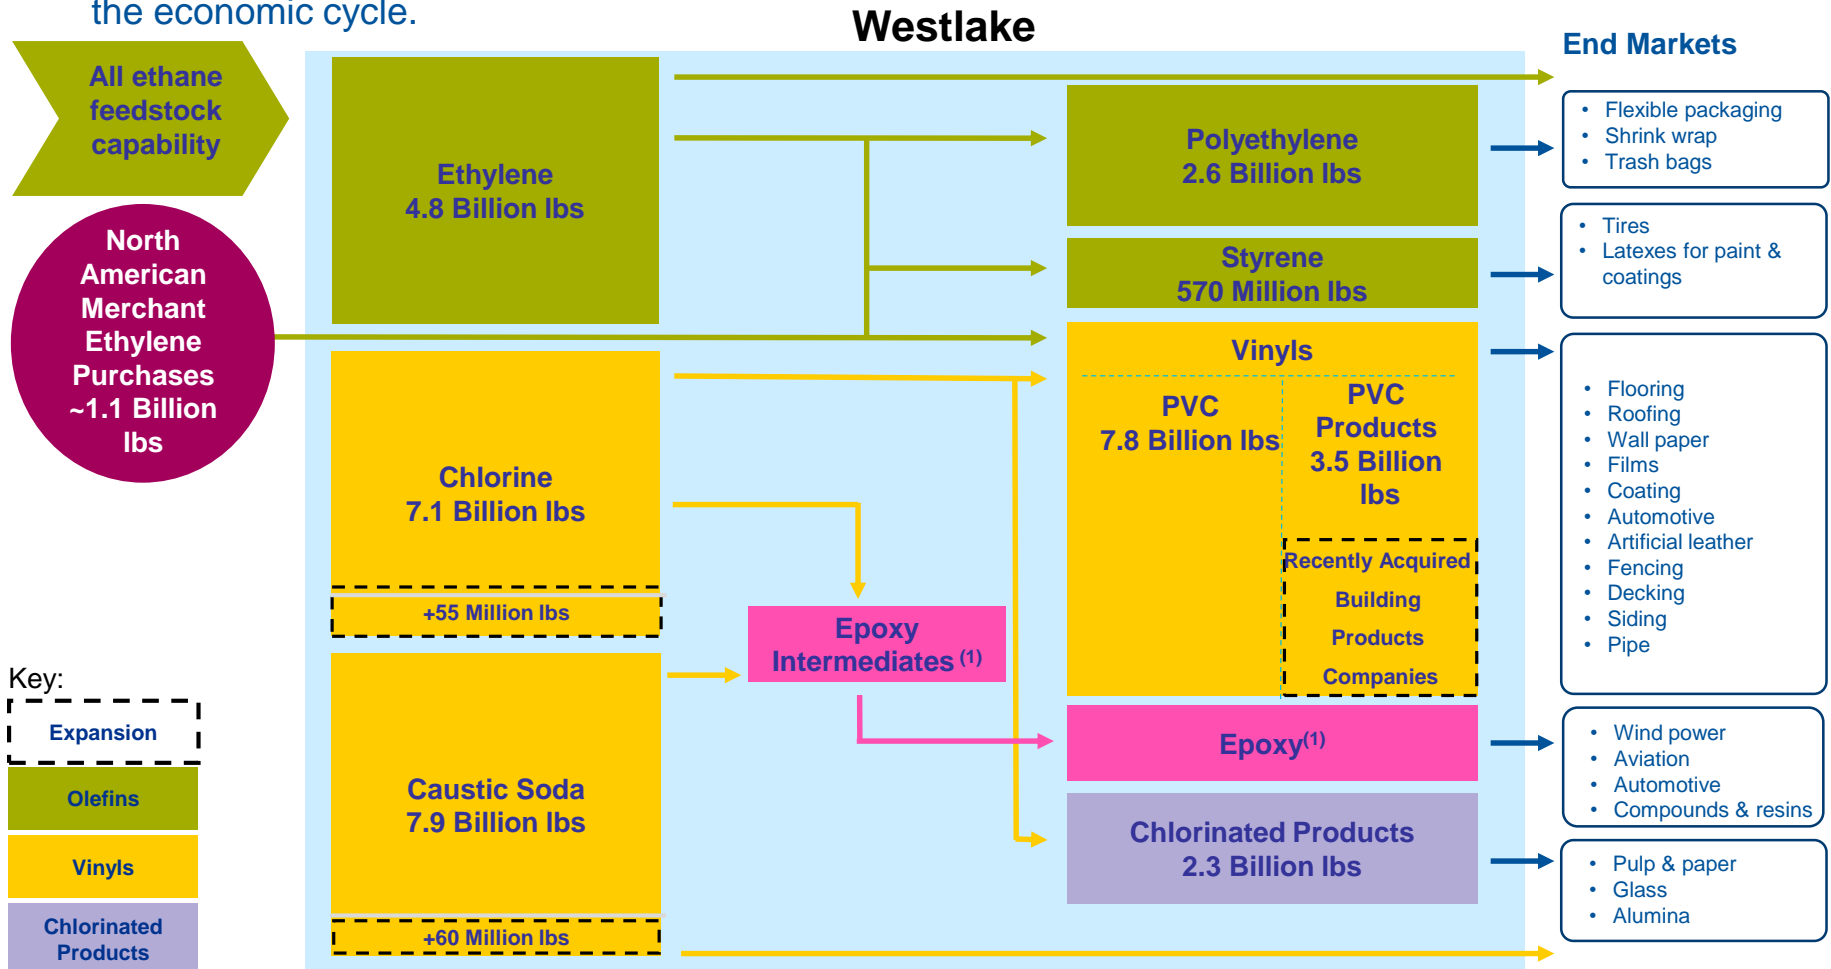 the economic cycle.
Westlake
End Markets
All ethane
feedstock
capability
North
American
Merchant
Ethylene
Purchases
~1.1 Billion
lbs
Ethylene
4.8 Billion lbs
Chlorine
7.1 Billion lbs
+55 Million lbs
Caustic Soda
7.9 Billion lbs
+60 Million lbs
Epoxy
Intermediates (1)
Polyethylene
2.6 Billion lbs
Styrene
570 Million lbs
Vinyls
PVC
7.8 Billion lbs
PVC
Products
3.5 Billion
lbs
Recently Acquired
Building
Products
Companies
Epoxy(1)
Chlorinated Products
2.3 Billion lbs
• Flexible packaging
• Shrink wrap
• Trash bags
• Tires
• Latexes for paint &
coatings
• Flooring
• Roofing
• Wall paper
• Films
• Coating
• Automotive
• Artificial leather
• Fencing
• Decking
• Siding
• Pipe
• Wind power
• Aviation
• Automotive
• Compounds & resins
• Pulp & paper
• Glass
• Alumina
Key:
Expansion
Olefins
Vinyls
Chlorinated
Products